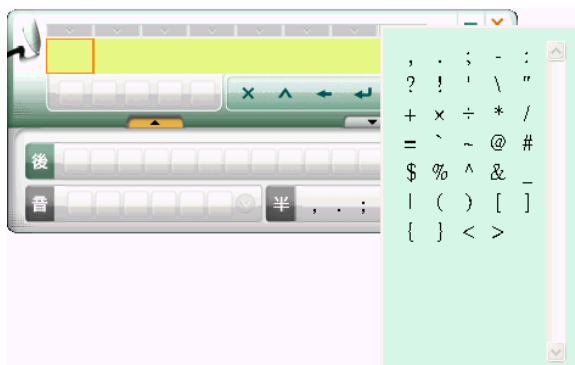 , . ; - :
? ! ' \ "
+ × ÷ * /
= ` ~ @ #
$ % ^ & _
| ( ) [ ]
{ } < >
後
音 半 , . ;